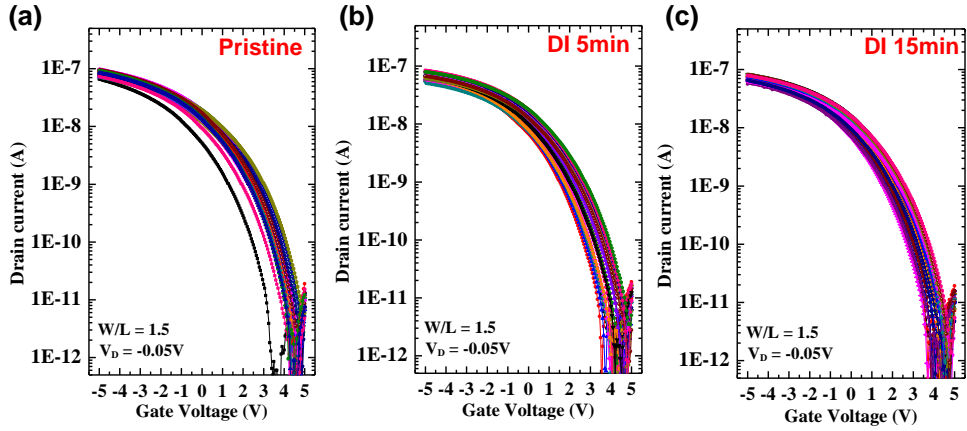 (a)
Pristine
1E-7
1E-8
1E-9
1E-10
1E-11
1E-12
Drain current (A)
W/L = 1.5
V_D = -0.05V
-5 -4 -3 -2 -1 0 1 2 3 4 5
Gate Voltage (V)
(b)
DI 5min
1E-7
1E-8
1E-9
1E-10
1E-11
1E-12
Drain current (A)
W/L = 1.5
V_D = -0.05V
-5 -4 -3 -2 -1 0 1 2 3 4 5
Gate Voltage (V)
(c)
DI 15min
1E-7
1E-8
1E-9
1E-10
1E-11
1E-12
Drain current (A)
W/L = 1.5
V_D = -0.05V
-5 -4 -3 -2 -1 0 1 2 3 4 5
Gate Voltage (V)